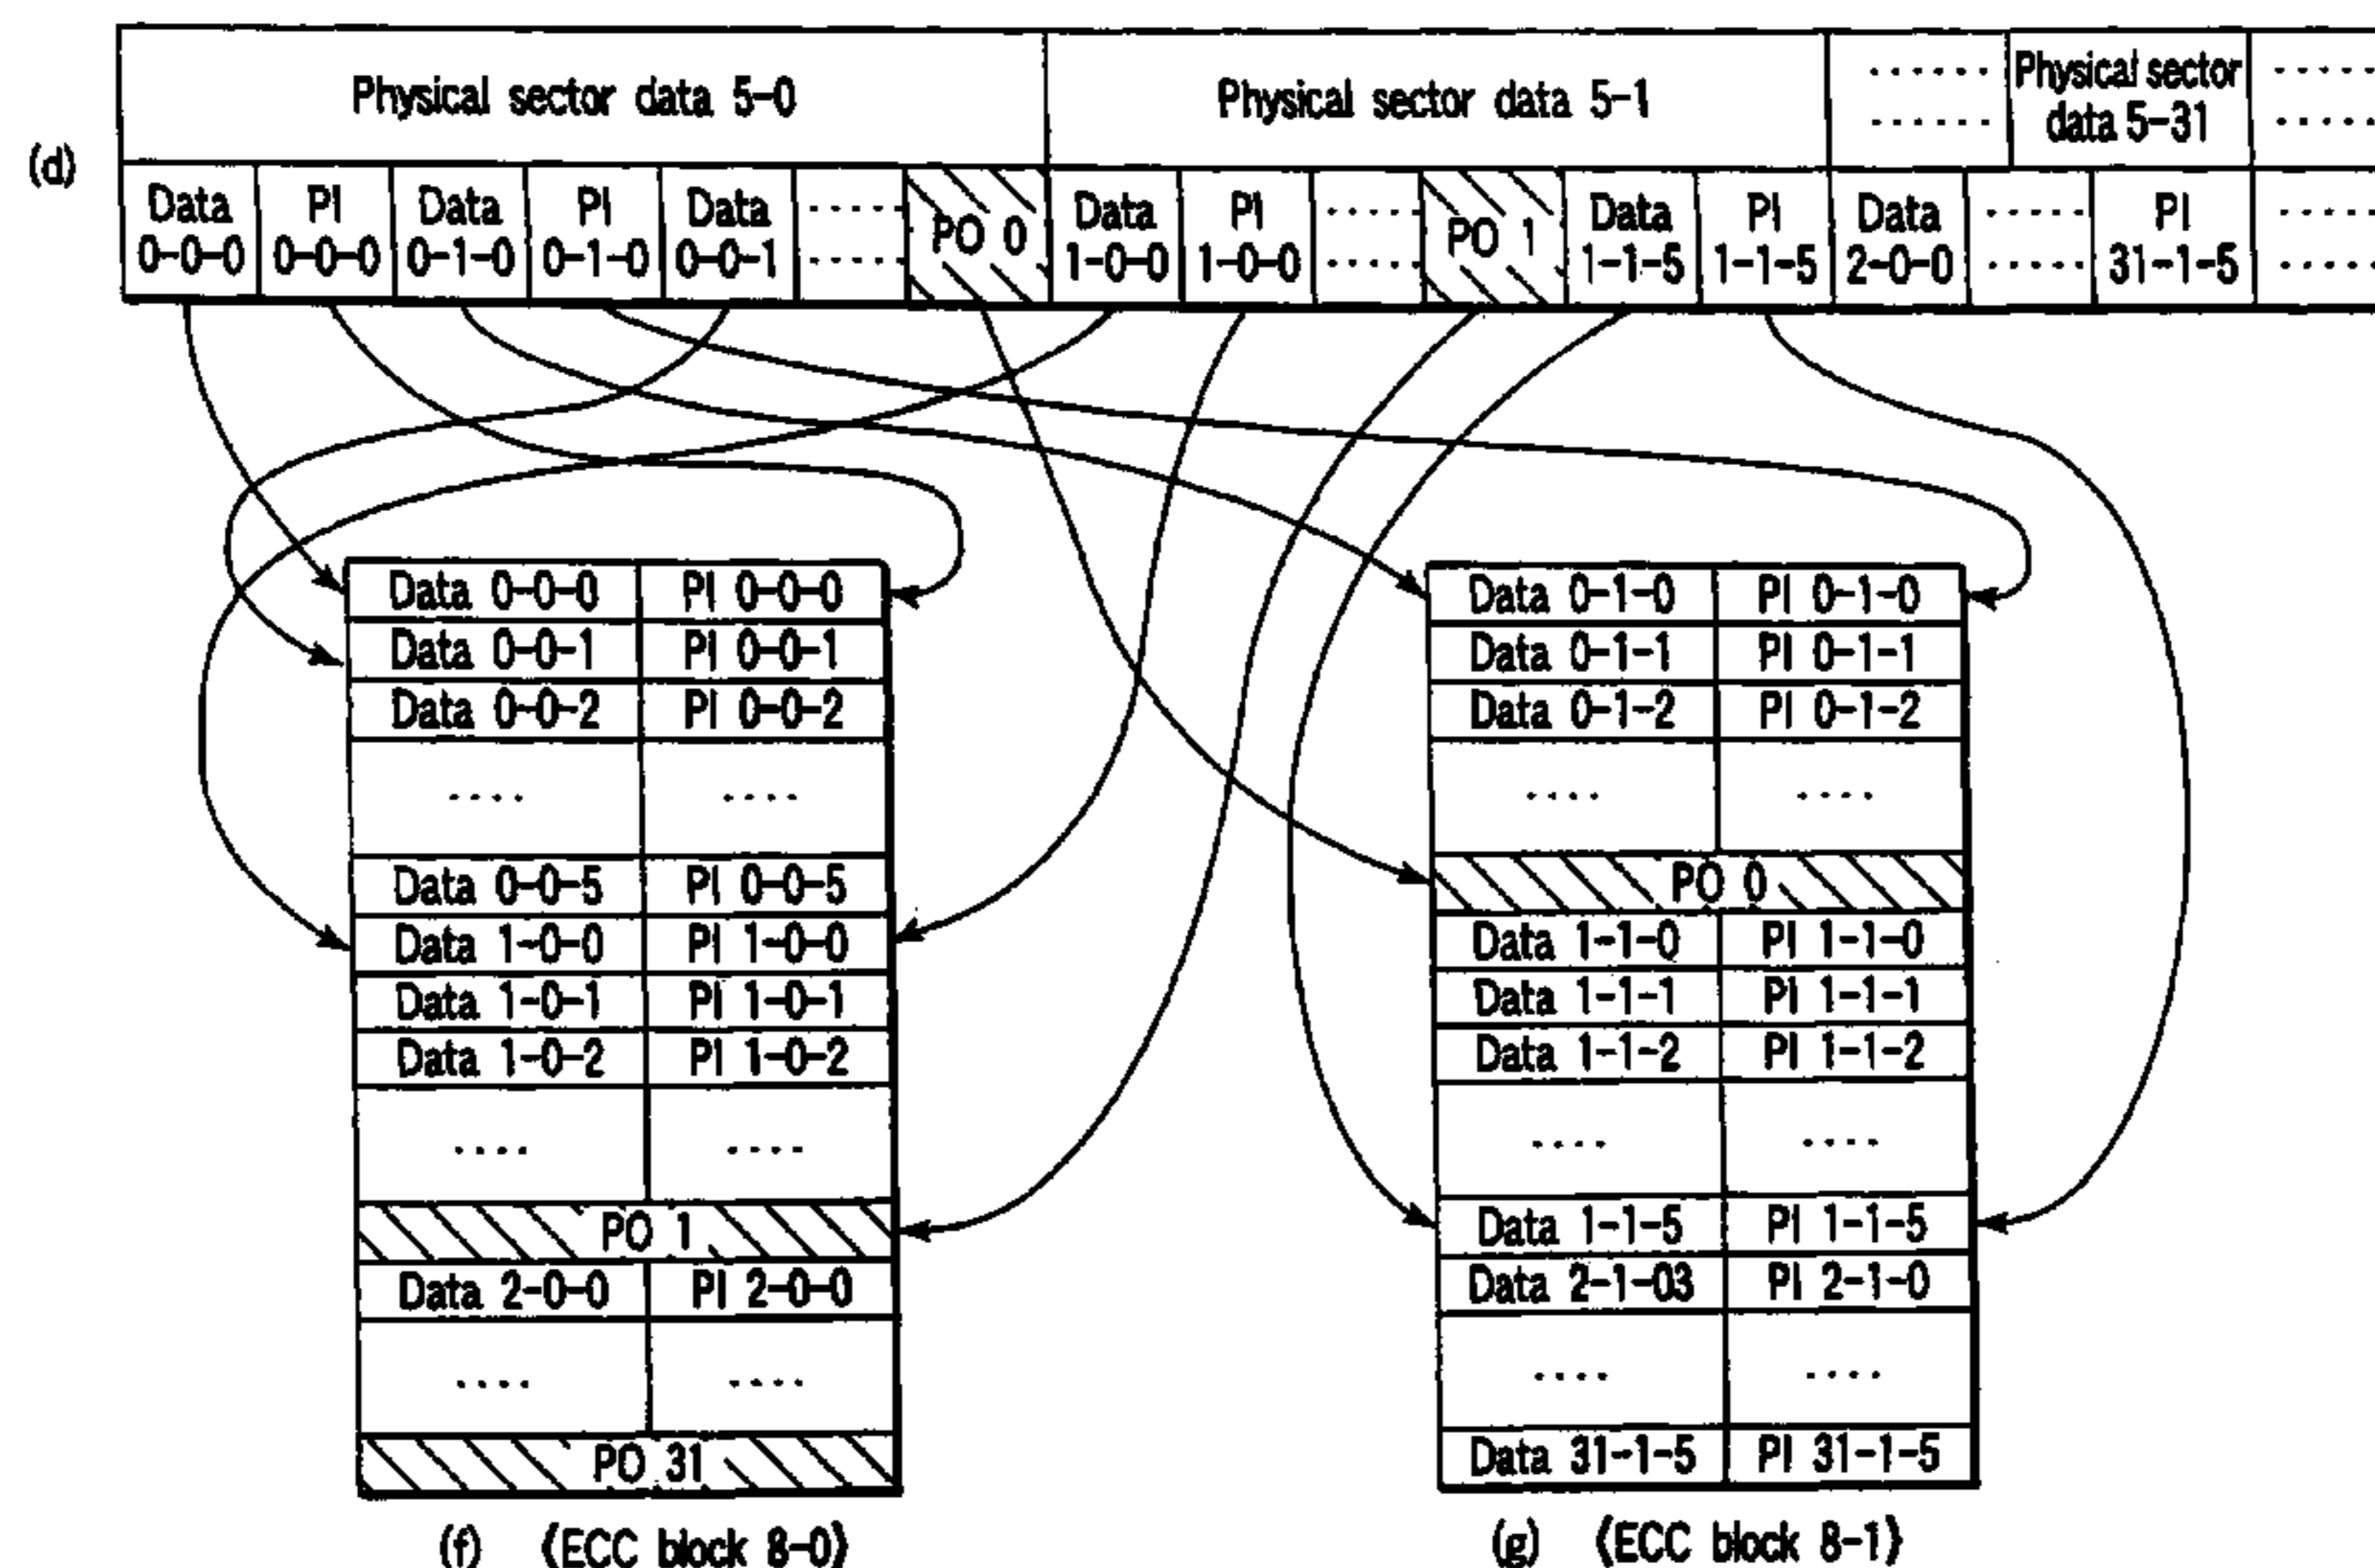 (d)
Physical sector data 5-0
Physical sector data 5-1
......
......
Physical sector
data 5-31
.....
.....
Data
0-0-0
PI
0-0-0
Data
0-1-0
PI
0-1-0
Data
0-0-1
.....
.....
PO 0
Data
1-0-0
PI
1-0-0
.....
.....
PO 1
Data
1-1-5
PI
1-1-5
Data
2-0-0
.....
.....
PI
31-1-5
.....
.....
Data 0-0-0 PI 0-0-0
Data 0-0-1 PI 0-0-1
Data 0-0-2 PI 0-0-2
.... ....
Data 0-0-5 PI 0-0-5
Data 1-0-0 PI 1-0-0
Data 1-0-1 PI 1-0-1
Data 1-0-2 PI 1-0-2
.... ....
PO 1
Data 2-0-0 PI 2-0-0
.... ....
PO 31
(f) (ECC block 8-0)
Data 0-1-0 PI 0-1-0
Data 0-1-1 PI 0-1-1
Data 0-1-2 PI 0-1-2
.... ....
PO 0
Data 1-1-0 PI 1-1-0
Data 1-1-1 PI 1-1-1
Data 1-1-2 PI 1-1-2
.... ....
Data 1-1-5 PI 1-1-5
Data 2-1-03 PI 2-1-0
.... ....
Data 31-1-5 PI 31-1-5
(g) (ECC block 8-1)